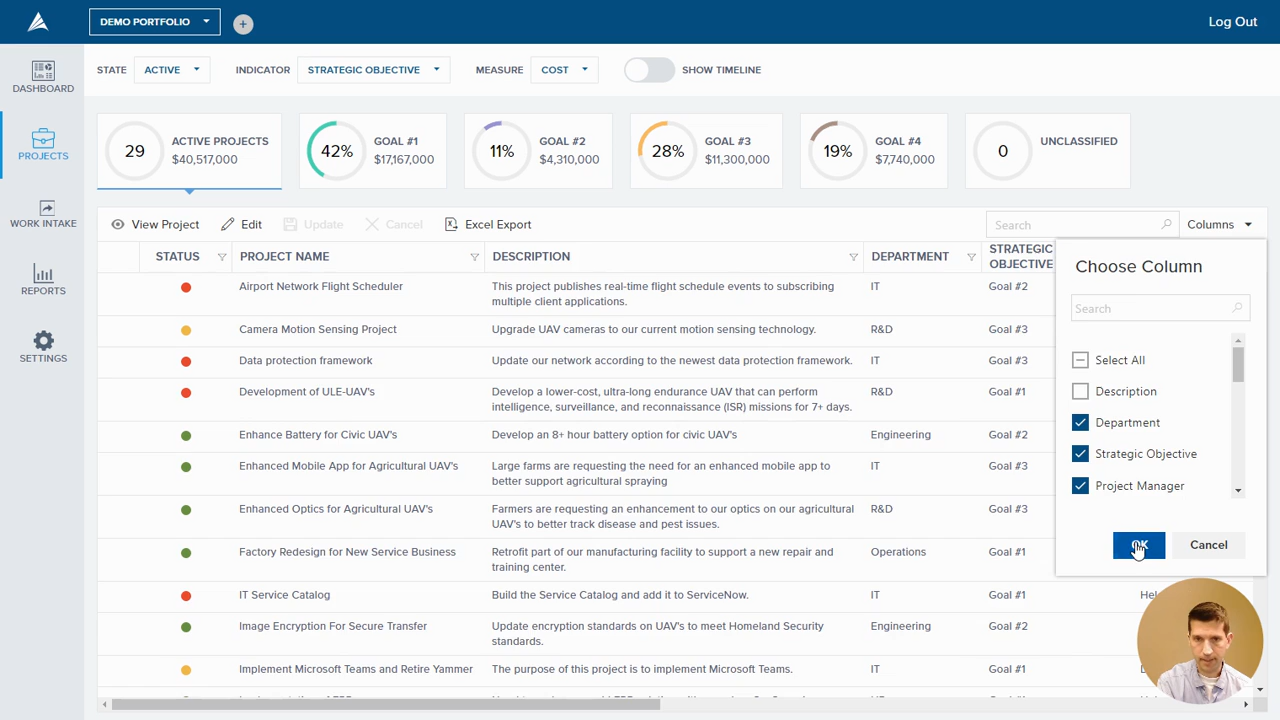 DEMO PORTFOLIO
Log Out
DASHBOARD
PROJECTS
WORK INTAKE
REPORTS
SETTINGS
STATE ACTIVE INDICATOR STRATEGIC OBJECTIVE MEASURE COST SHOW TIMELINE
29 ACTIVE PROJECTS $40,517,000
42% GOAL #1 $17,167,000
11% GOAL #2 $4,310,000
28% GOAL #3 $11,300,000
19% GOAL #4 $7,740,000
0 UNCLASSIFIED
View Project Edit Update Cancel Excel Export Search Columns
STATUS PROJECT NAME DESCRIPTION DEPARTMENT STRATEGIC OBJECTIVE
Airport Network Flight Scheduler This project publishes real-time flight schedule events to subscribing IT Goal #2
multiple client applications.
Camera Motion Sensing Project Upgrade UAV cameras to our current motion sensing technology. R&D Goal #3
Data protection framework Update our network according to the newest data protection framework. IT Goal #3
Development of ULE-UAV's Develop a lower-cost, ultra-long endurance UAV that can perform R&D Goal #1
intelligence, surveillance, and reconnaissance (ISR) missions for 7+ days.
Enhance Battery for Civic UAV's Develop an 8+ hour battery option for civic UAV's Engineering Goal #2
Enhanced Mobile App for Agricultural UAV's Large farms are requesting the need for an enhanced mobile app to IT Goal #3
better support agricultural spraying
Enhanced Optics for Agricultural UAV's Farmers are requesting an enhancement to our optics on our agricultural R&D Goal #3
UAV's to better track disease and pest issues.
Factory Redesign for New Service Business Retrofit part of our manufacturing facility to support a new repair and Operations Goal #1
training center.
IT Service Catalog Build the Service Catalog and add it to ServiceNow. IT Goal #1
Image Encryption For Secure Transfer Update encryption standards on UAV's to meet Homeland Security Engineering Goal #2
standards.
Implement Microsoft Teams and Retire Yammer The purpose of this project is to implement Microsoft Teams. IT Goal #1
Choose Column
Search
Select All
Description
Department
Strategic Objective
Project Manager
OK Cancel